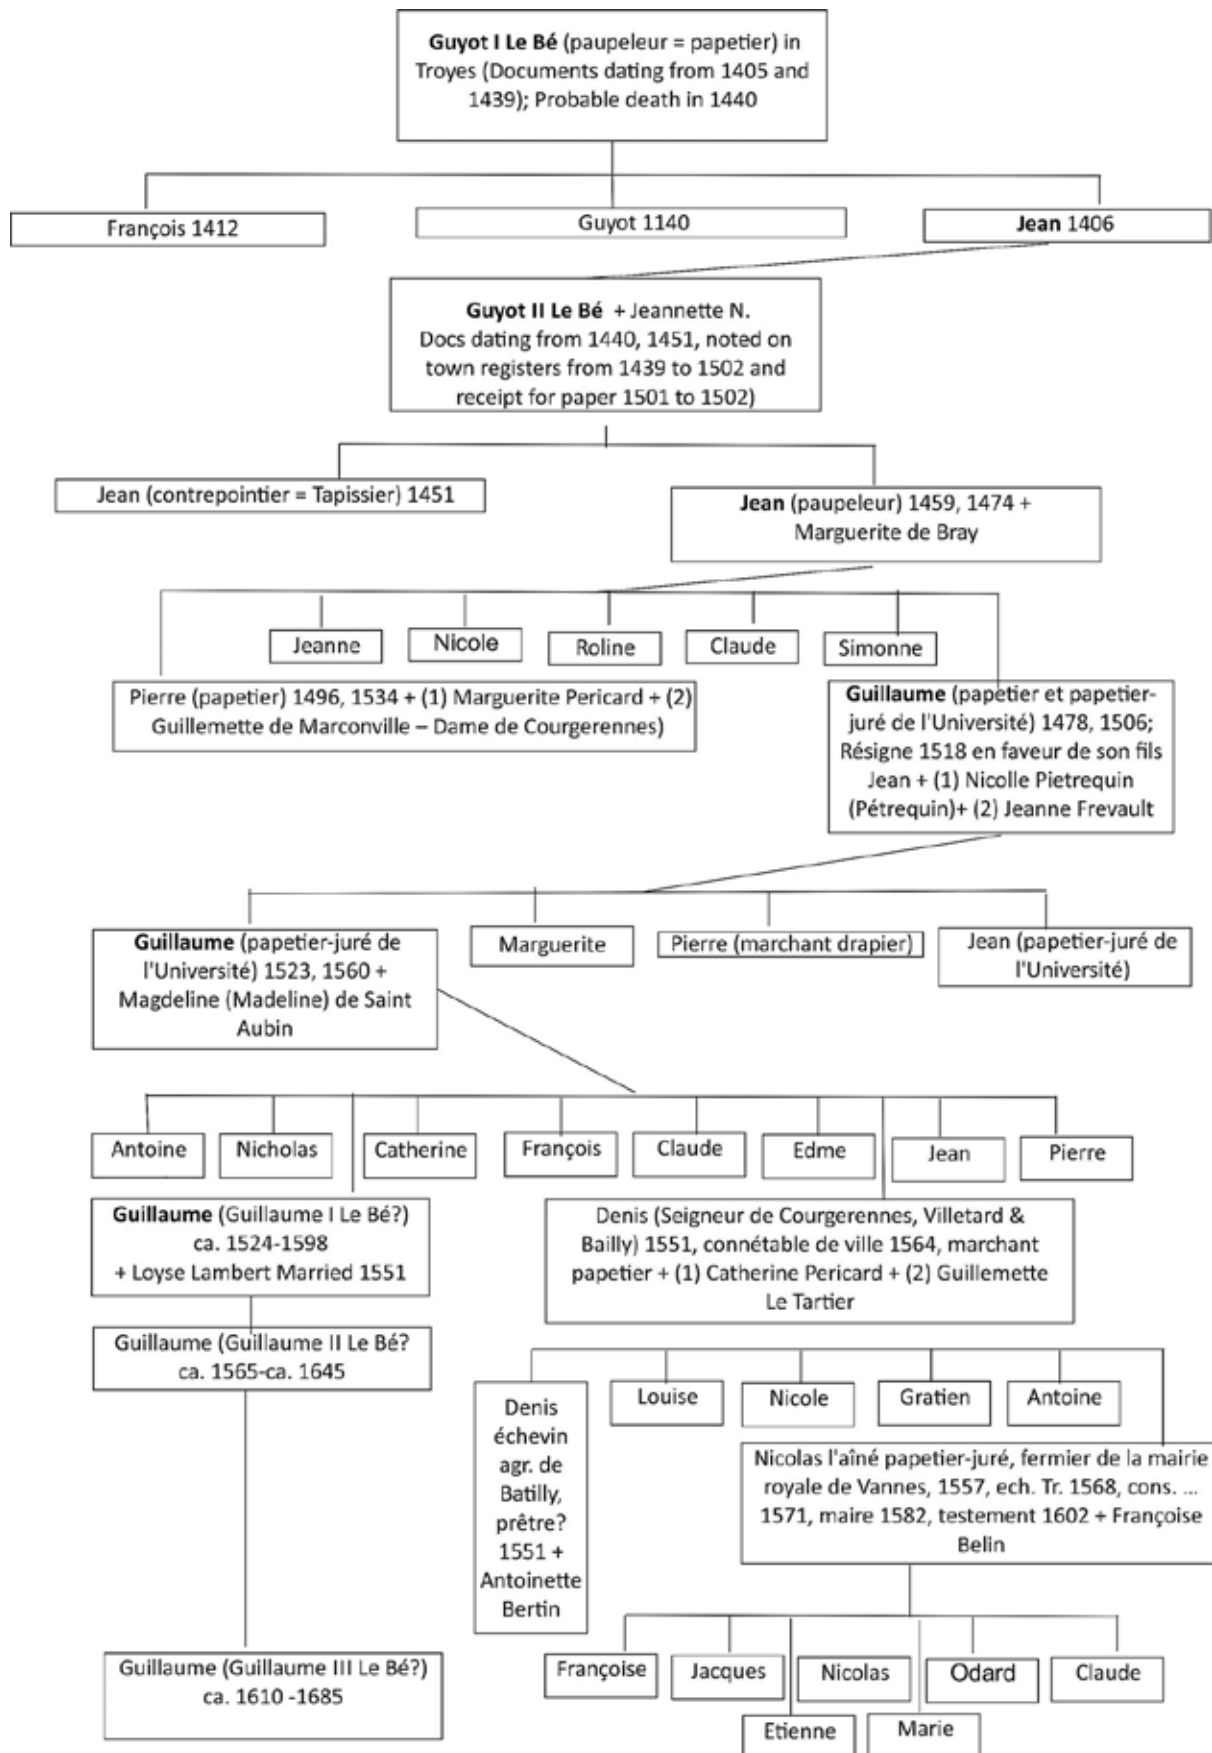 Guyot I Le Bé (paupeleur = papetier) in
Troyes (Documents dating from 1405 and
1439); Probable death in 1440
François 1412
Guyot 1140
Jean 1406
Guyot II Le Bé + Jeannette N.
Docs dating from 1440, 1451, noted on
town registers from 1439 to 1502 and
receipt for paper 1501 to 1502)
Jean (contrepointier = Tapissier) 1451
Jean (paupeleur) 1459, 1474 +
Marguerite de Bray
Jeanne
Nicole
Roline
Claude
Simonne
Pierre (papetier) 1496, 1534 + (1) Marguerite Pericard + (2)
Guillemette de Marconville – Dame de Courgerennes)
Guillaume (papetier et papetier-
juré de l'Université) 1478, 1506;
Résigne 1518 en faveur de son fils
Jean + (1) Nicolle Pietrequin
(Pétrequin)+ (2) Jeanne Frevault
Guillaume (papetier-juré de
l'Université) 1523, 1560 +
Magdeline (Madeline) de Saint
Aubin
Marguerite
Pierre (marchant drapier)
Jean (papetier-juré de
l'Université)
Antoine
Nicholas
Catherine
François
Claude
Edme
Jean
Pierre
Guillaume (Guillaume I Le Bé?)
ca. 1524-1598
+ Loyse Lambert Married 1551
Denis (Seigneur de Courgerennes, Villetard &
Bailly) 1551, connétable de ville 1564, marchant
papetier + (1) Catherine Pericard + (2) Guillemette
Le Tartier
Guillaume (Guillaume II Le Bé?
ca. 1565-ca. 1645
Denis
échevin
agr. de
Batilly,
prêtre?
1551 +
Antoinette
Bertin
Louise
Nicole
Gratien
Antoine
Nicolas l'aîné papetier-juré, fermier de la mairie
royale de Vannes, 1557, ech. Tr. 1568, cons. ...
1571, maire 1582, testement 1602 + Françoise
Belin
Guillaume (Guillaume III Le Bé?)
ca. 1610 -1685
Françoise
Jacques
Nicolas
Odard
Claude
Etienne
Marie